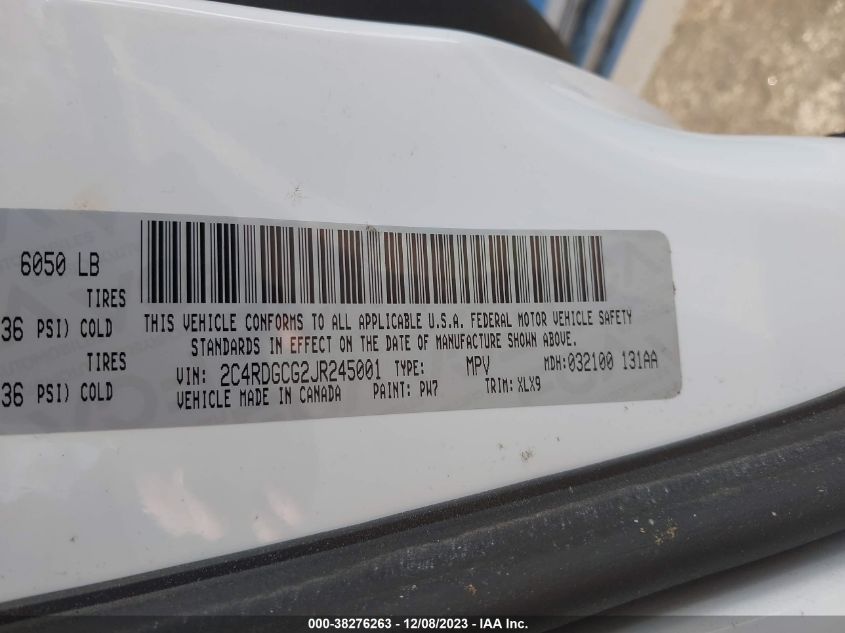 6050 LB
TIRES
36 PSI) COLD
TIRES
36 PSI) COLD
THIS VEHICLE CONFORMS TO ALL APPLICABLE U.S.A. FEDERAL MOTOR VEHICLE SAFETY
STANDARDS IN EFFECT ON THE DATE OF MANUFACTURE SHOWN ABOVE.
VIN: 2C4RDGCG2JR245001 TYPE: MPV MDH:032100 131AA
VEHICLE MADE IN CANADA PAINT: PW7 TRIM: XLX9
000-38276263 - 12/08/2023 - IAA Inc.